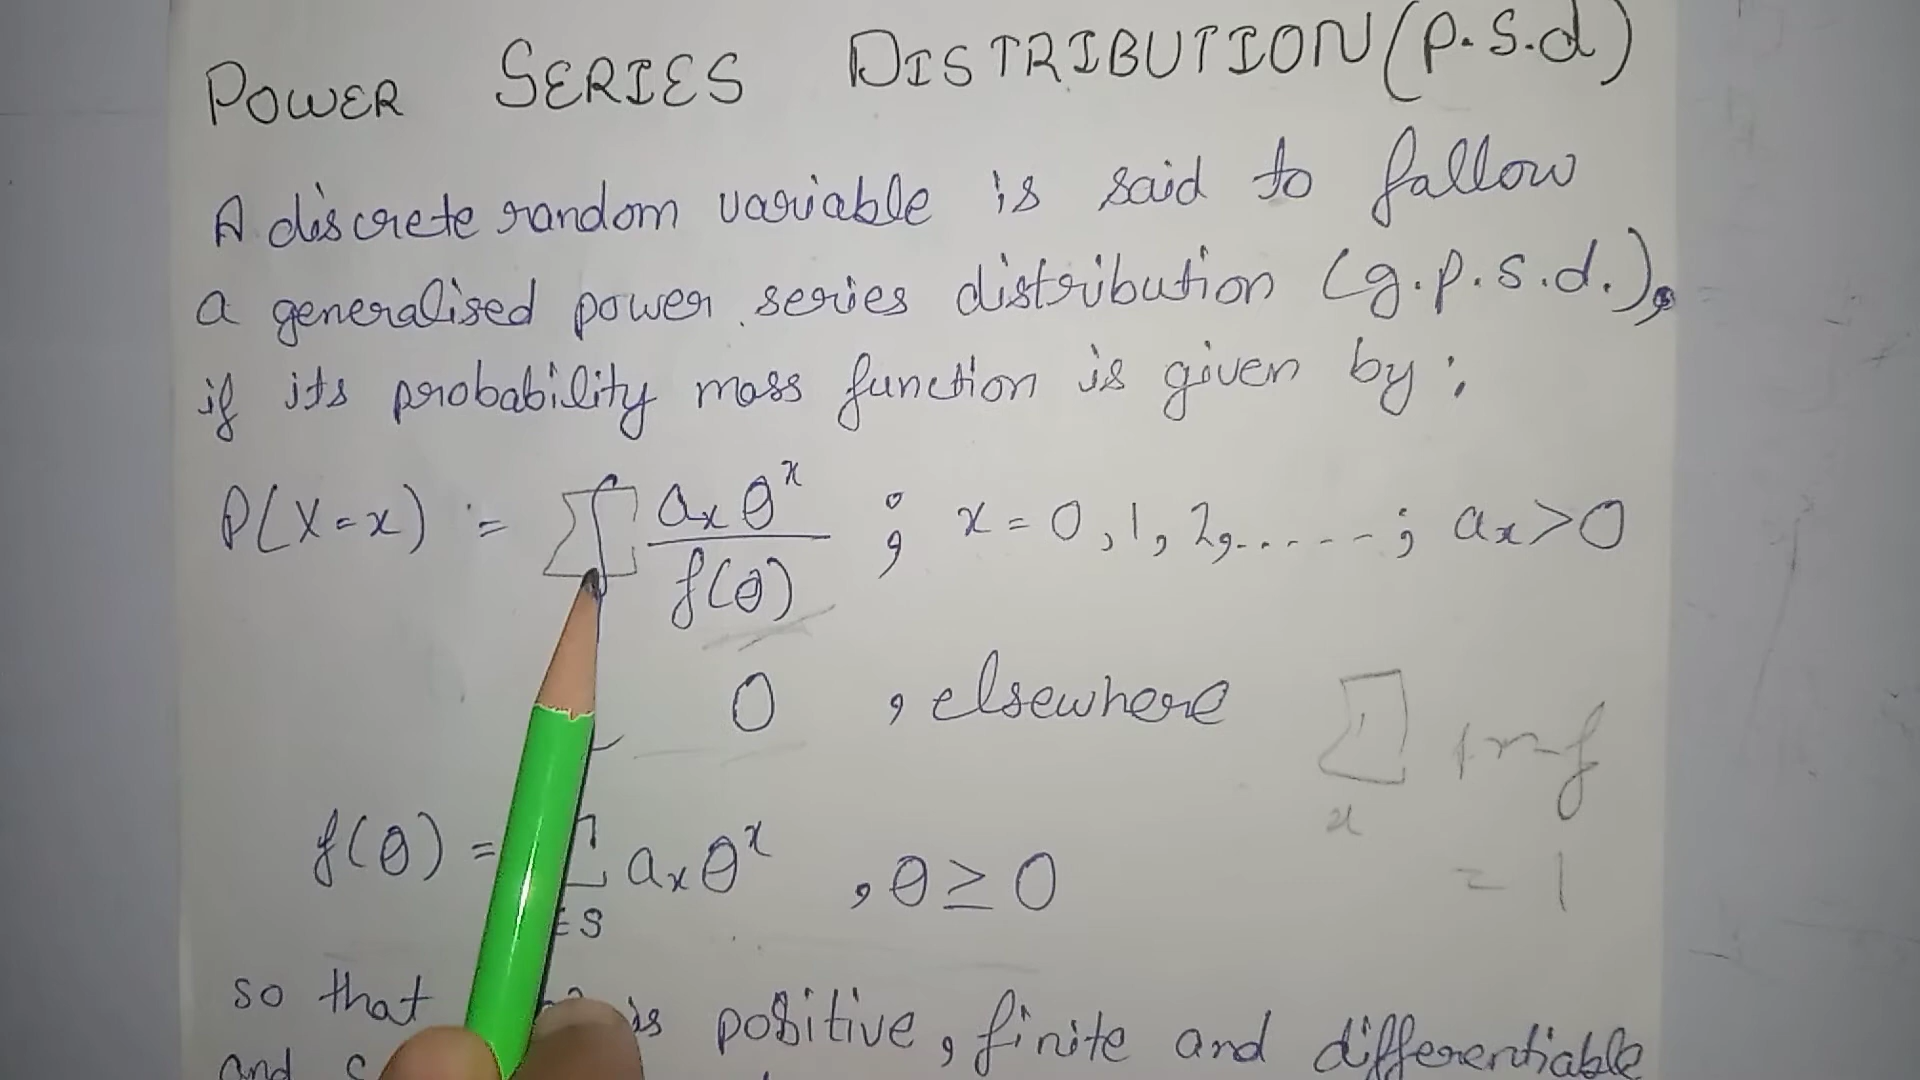 POWER SERIES DISTRIBUTION (p.s.d)
A discrete random variable is said to fallow
a generalised power series distribution (g.p.s.d.),
if its probability mass function is given by;
P(X=x) = { ∑ aₓθˣ / f(θ) ; x = 0, 1, 2, ..... ; aₓ > 0
0 , elsewhere
∑ pmf
x
= 1
f(θ) = aₓθˣ , θ ≥ 0
S
so that is positive, finite and differentiable
and